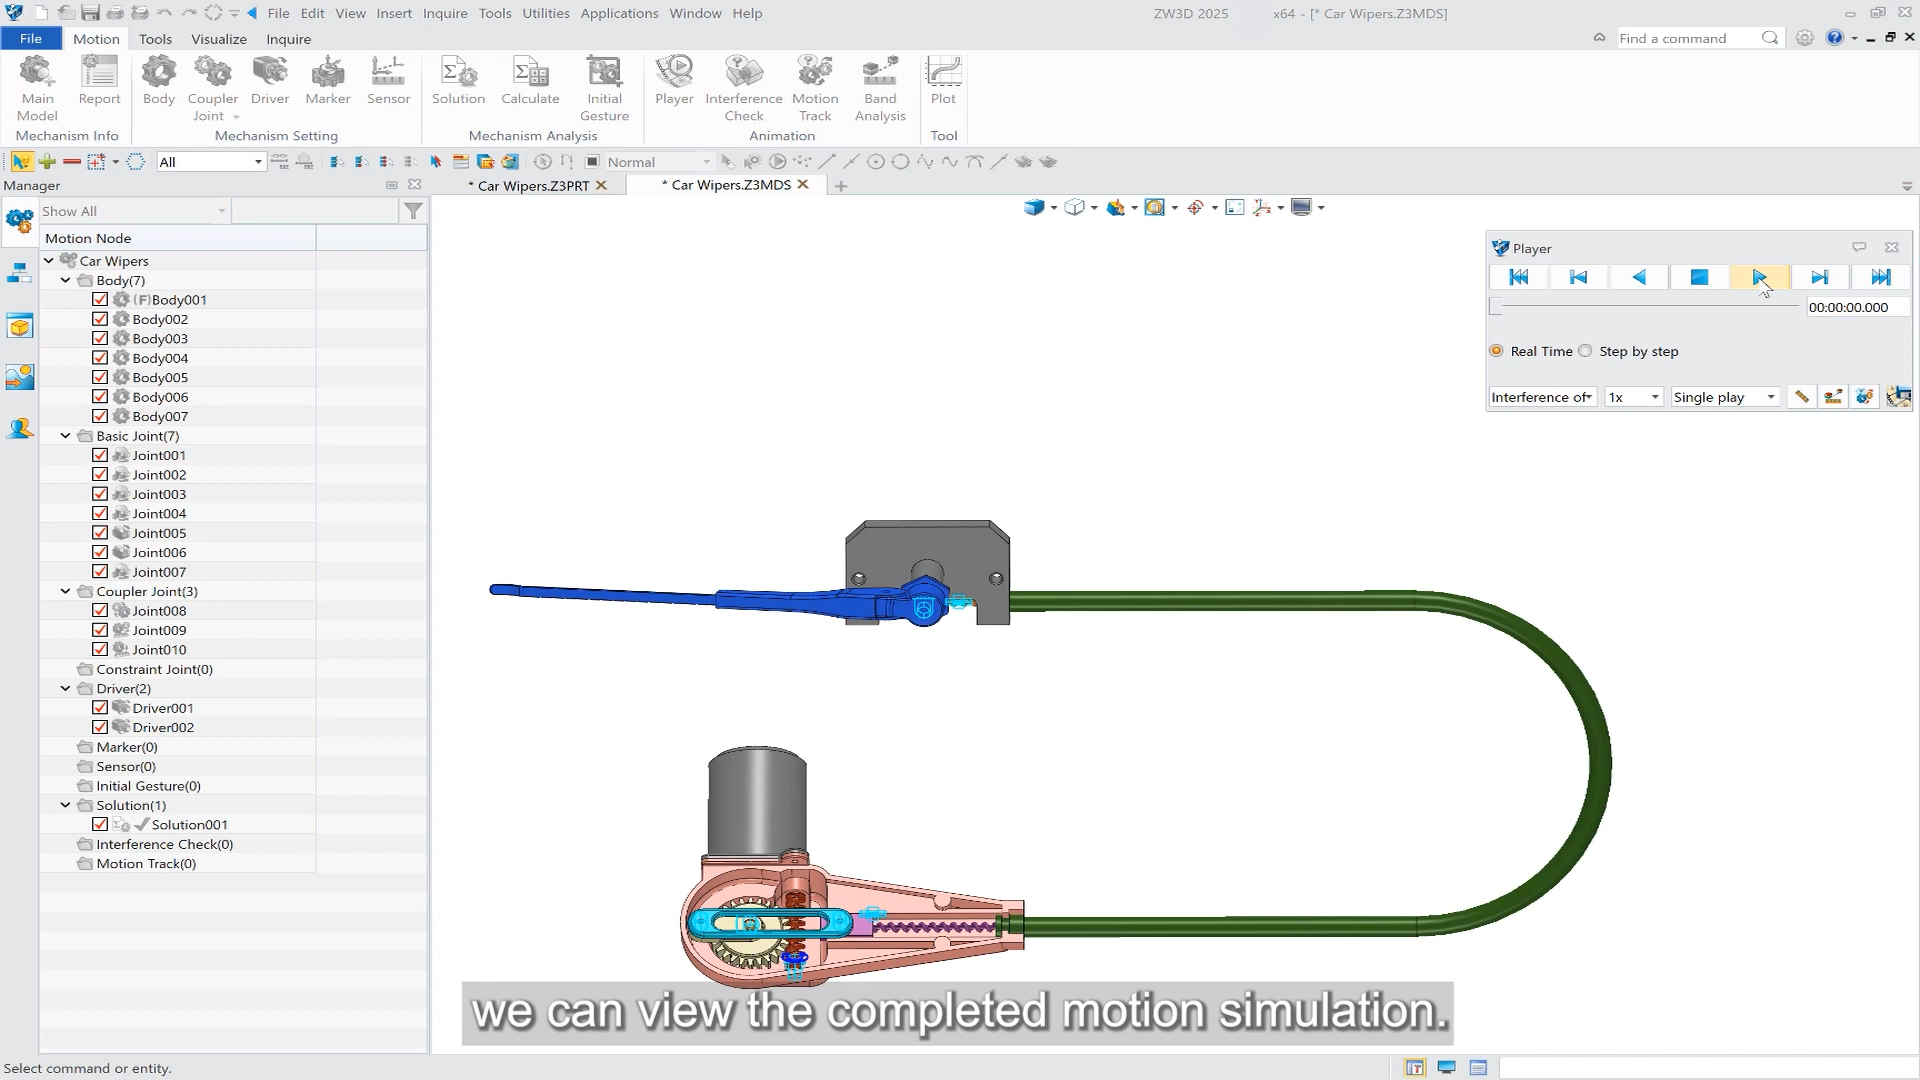 File Edit View Insert Inquire Tools Utilities Applications Window Help
ZW3D 2025 x64 - [* Car Wipers.Z3MDS]
File Motion Tools Visualize Inquire
Find a command
Main Model
Report
Body
Coupler Joint
Driver
Marker
Sensor
Solution
Calculate
Initial Gesture
Player
Interference Check
Motion Track
Band Analysis
Plot
Mechanism Info
Mechanism Setting
Mechanism Analysis
Animation
Tool
All
Normal
Manager
* Car Wipers.Z3PRT
* Car Wipers.Z3MDS
Show All
Motion Node
Car Wipers
Body(7)
(F)Body001
Body002
Body003
Body004
Body005
Body006
Body007
Basic Joint(7)
Joint001
Joint002
Joint003
Joint004
Joint005
Joint006
Joint007
Coupler Joint(3)
Joint008
Joint009
Joint010
Constraint Joint(0)
Driver(2)
Driver001
Driver002
Marker(0)
Sensor(0)
Initial Gesture(0)
Solution(1)
Solution001
Interference Check(0)
Motion Track(0)
Player
00:00:00.000
Real Time Step by step
Interference of 1x Single play
we can view the completed motion simulation.
Select command or entity.